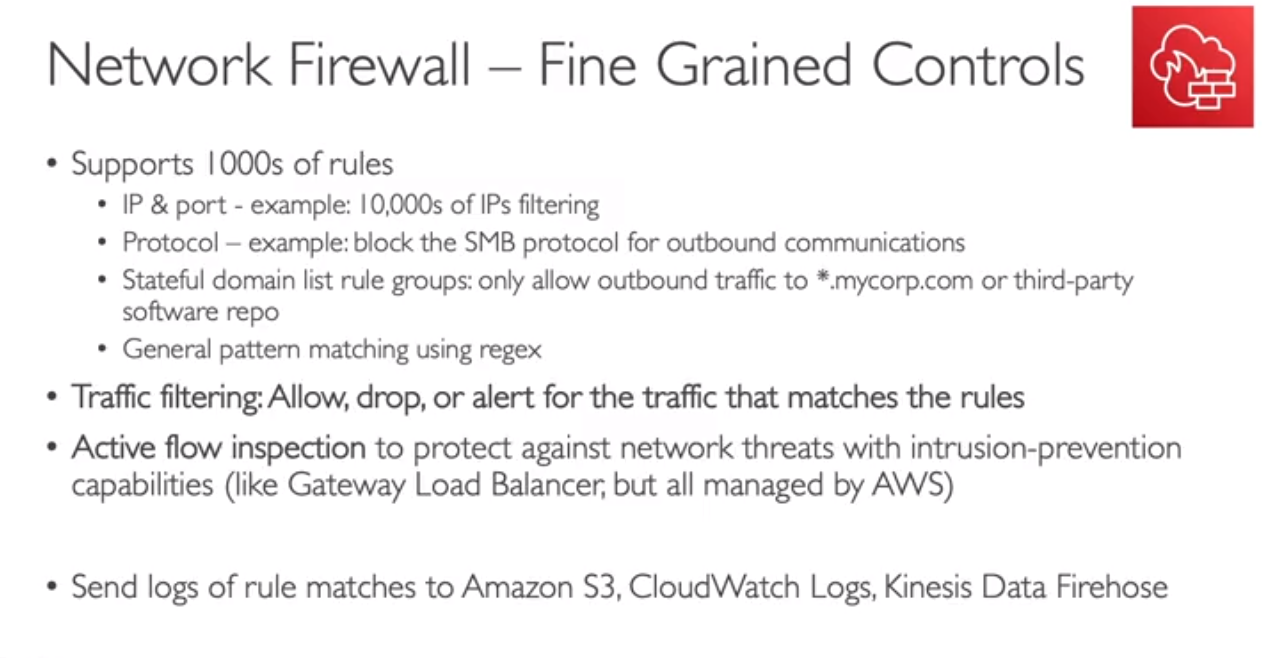 Network Firewall – Fine Grained Controls
• Supports 1000s of rules
• IP & port - example: 10,000s of IPs filtering
• Protocol – example: block the SMB protocol for outbound communications
• Stateful domain list rule groups: only allow outbound traffic to *.mycorp.com or third-party
software repo
• General pattern matching using regex
• Traffic filtering: Allow, drop, or alert for the traffic that matches the rules
• Active flow inspection to protect against network threats with intrusion-prevention
capabilities (like Gateway Load Balancer, but all managed by AWS)
• Send logs of rule matches to Amazon S3, CloudWatch Logs, Kinesis Data Firehose